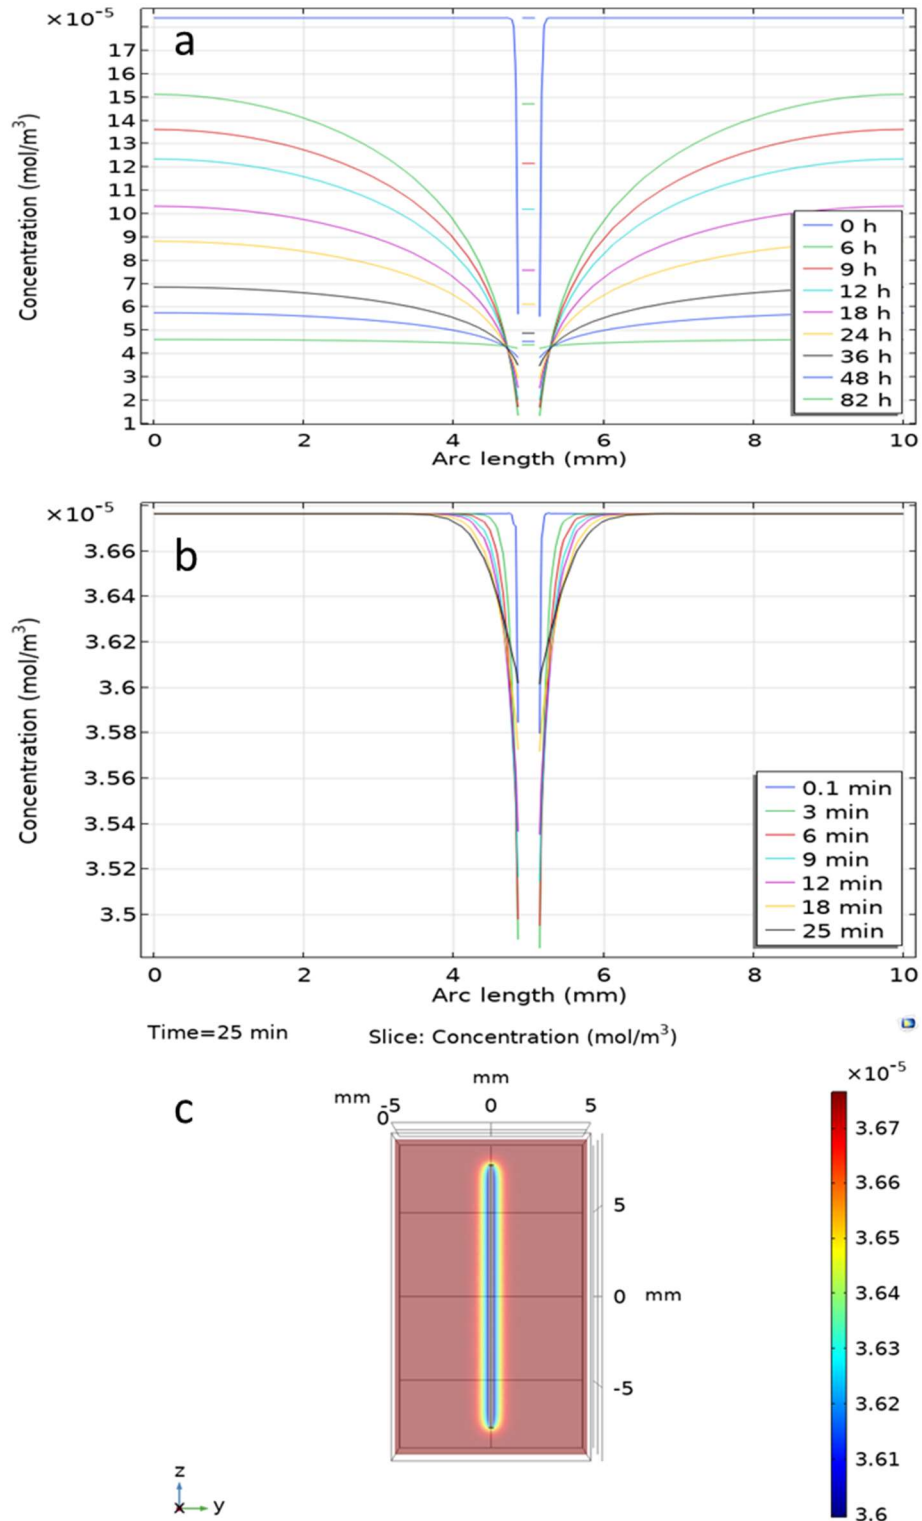 ×10⁻⁵
a
17
16
15
14
13
12
11
10
9
8
7
6
5
4
3
2
1
Concentration (mol/m³)
0 h
6 h
9 h
12 h
18 h
24 h
36 h
48 h
82 h
0 2 4 6 8 10
Arc length (mm)
×10⁻⁵
b
3.66
3.64
3.62
3.6
3.58
3.56
3.54
3.52
3.5
Concentration (mol/m³)
0.1 min
3 min
6 min
9 min
12 min
18 min
25 min
0 2 4 6 8 10
Arc length (mm)
Time=25 min Slice: Concentration (mol/m³)
c
mm
mm -5 0 5
0
5
0 mm
-5
×10⁻⁵
3.67
3.66
3.65
3.64
3.63
3.62
3.61
3.6
z
x y